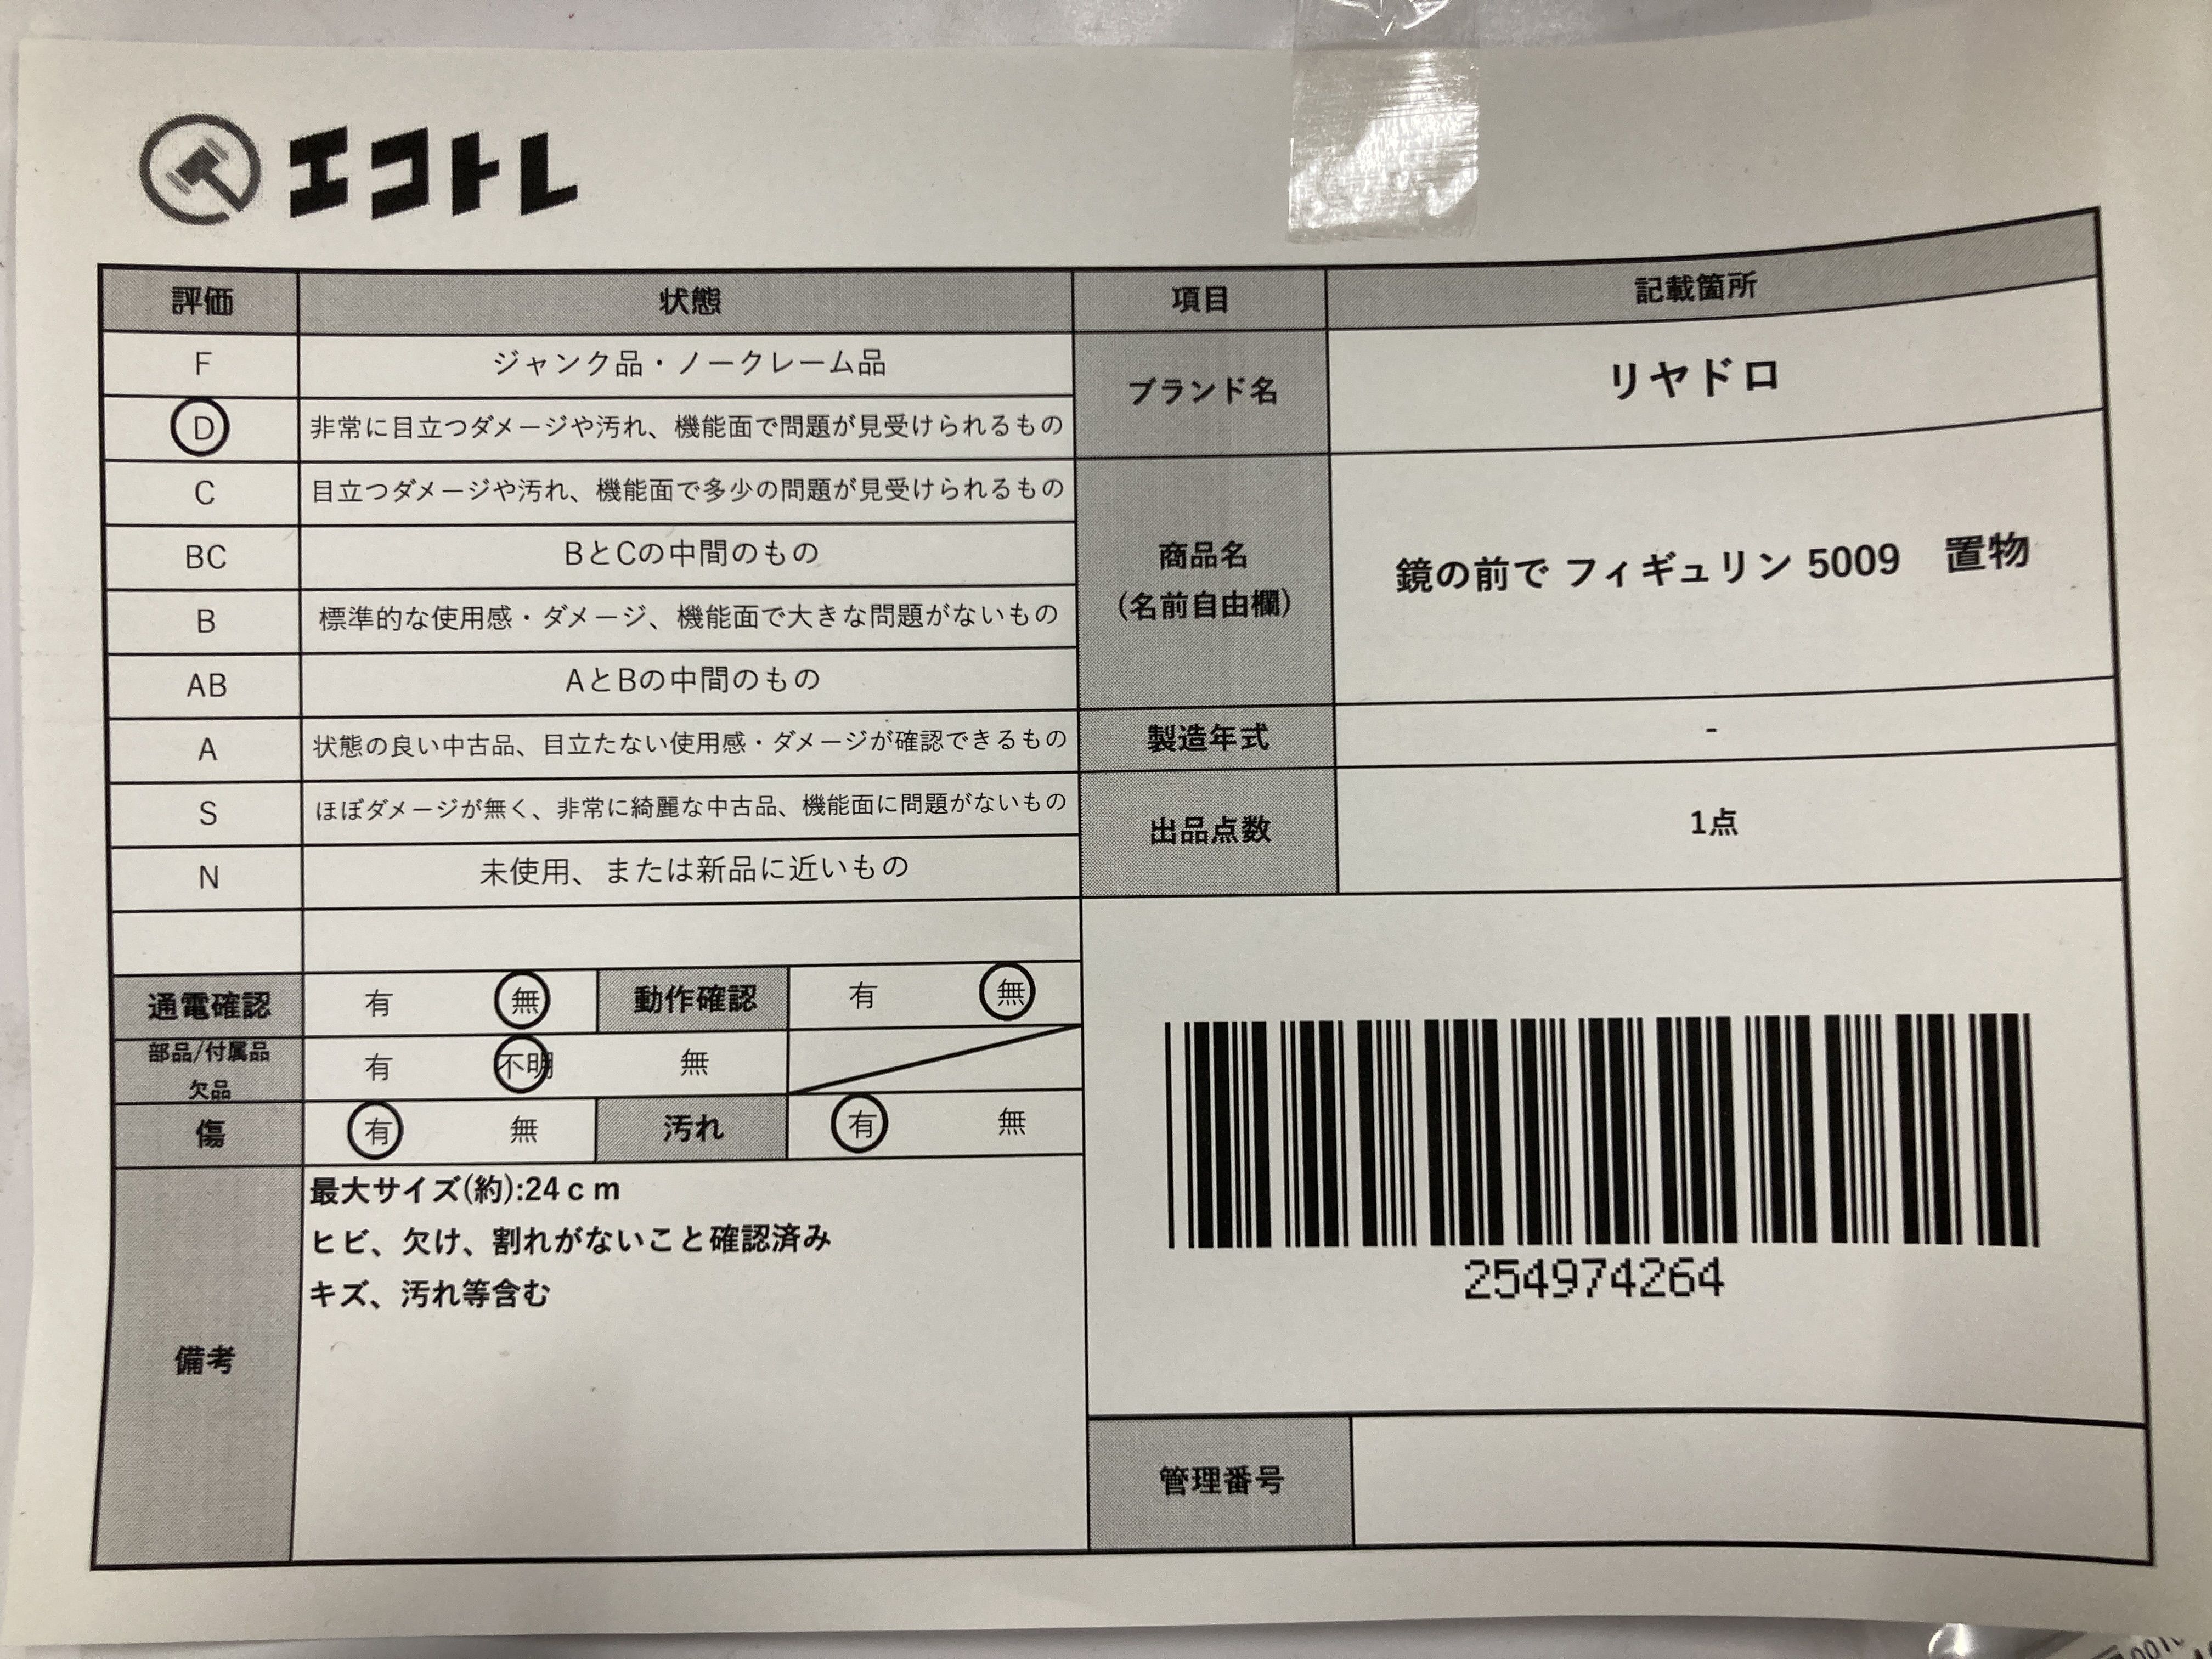 エコトレ
評価 状態 項目 記載箇所
F ジャンク品・ノークレーム品
D 非常に目立つダメージや汚れ、機能面で問題が見受けられるもの
C 目立つダメージや汚れ、機能面で多少の問題が見受けられるもの
BC BとCの中間のもの
B 標準的な使用感・ダメージ、機能面で大きな問題がないもの
AB AとBの中間のもの
A 状態の良い中古品、目立たない使用感・ダメージが確認できるもの
S ほぼダメージが無く、非常に綺麗な中古品、機能面に問題がないもの
N 未使用、または新品に近いもの
ブランド名 リヤドロ
商品名
(名前自由欄)
鏡の前で フィギュリン 5009 置物
製造年式 -
出品点数 1点
通電確認 有 無 動作確認 有 無
部品/付属品
欠品
有 不明 無
傷 有 無 汚れ 有 無
備考
最大サイズ(約):24ｃｍ
ヒビ、欠け、割れがないこと確認済み
キズ、汚れ等含む
254974264
管理番号